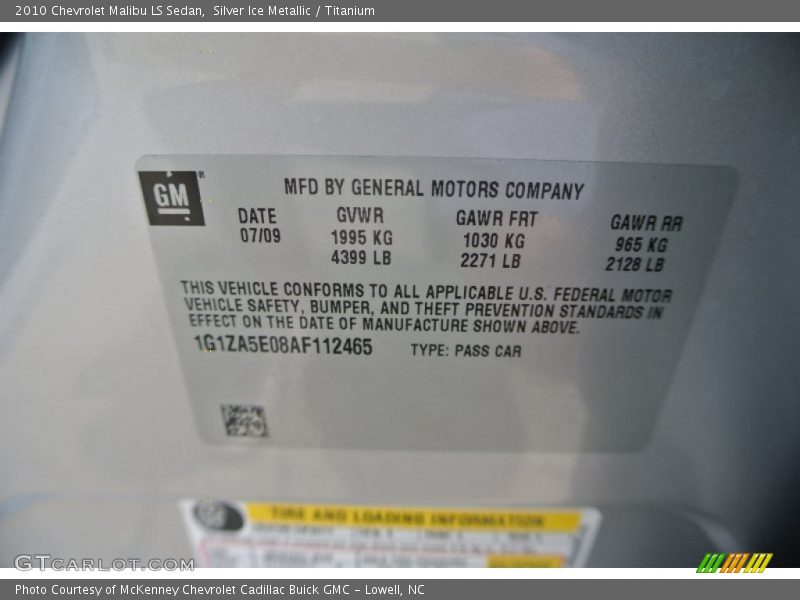 2010 Chevrolet Malibu LS Sedan, Silver Ice Metallic / Titanium
GM
®
MFD BY GENERAL MOTORS COMPANY
DATE GVWR GAWR FRT GAWR RR
07/09 1995 KG 1030 KG 965 KG
4399 LB 2271 LB 2128 LB
THIS VEHICLE CONFORMS TO ALL APPLICABLE U.S. FEDERAL MOTOR
VEHICLE SAFETY, BUMPER, AND THEFT PREVENTION STANDARDS IN
EFFECT ON THE DATE OF MANUFACTURE SHOWN ABOVE.
1G1ZA5E08AF112465 TYPE: PASS CAR
TIRE AND LOADING INFORMATION
GTCarLot.com
Photo Courtesy of McKenney Chevrolet Cadillac Buick GMC - Lowell, NC